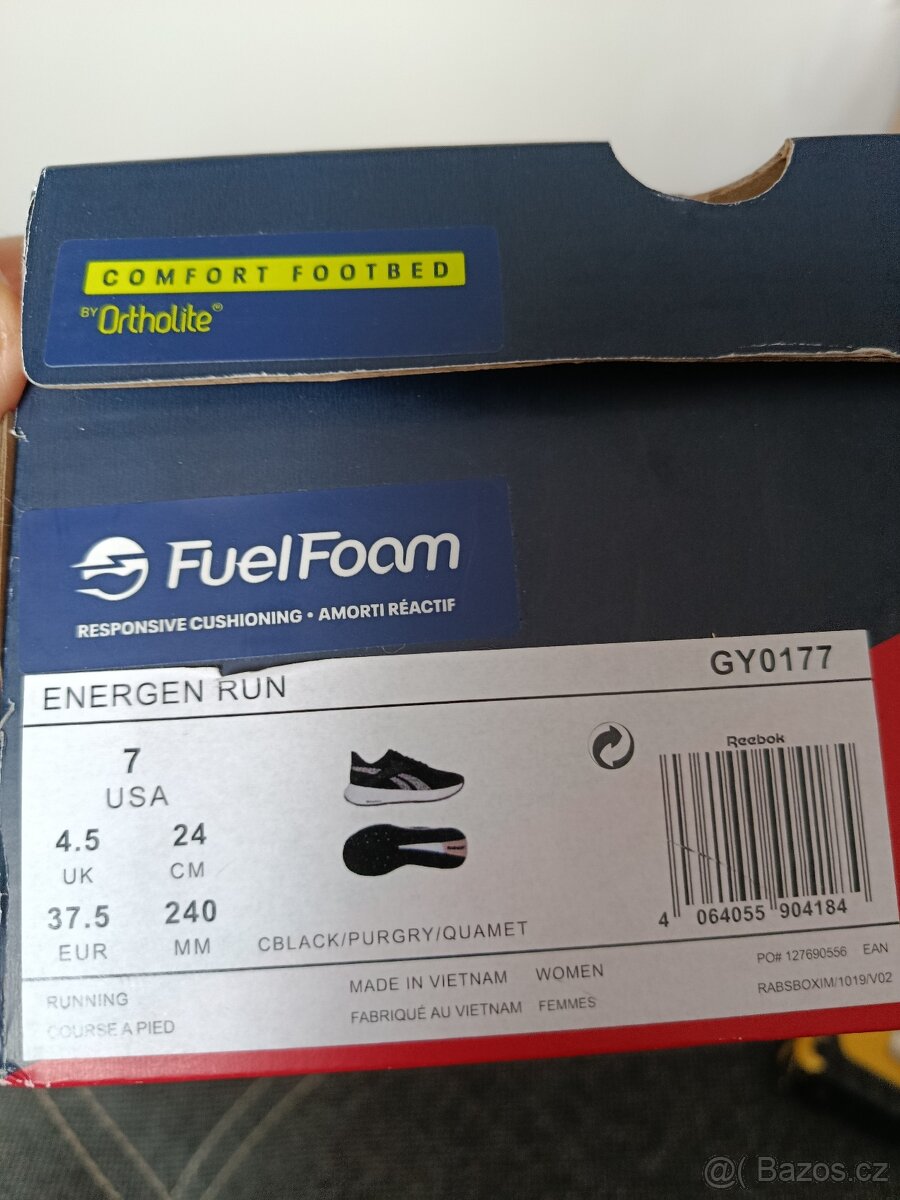 COMFORT FOOTBED
BY Ortholite®
FuelFoam
RESPONSIVE CUSHIONING • AMORTI RÉACTIF
ENERGEN RUN
GY0177
7
USA
4.5
UK
24
CM
37.5
EUR
240
MM
CBLACK/PURGRY/QUAMET
Reebok
4 064055 904184
PO# 127690556 EAN
RABSBOXIM/1019/V02
RUNNING
COURSE A PIED
MADE IN VIETNAM WOMEN
FABRIQUÉ AU VIETNAM FEMMES
@( Bazos.cz